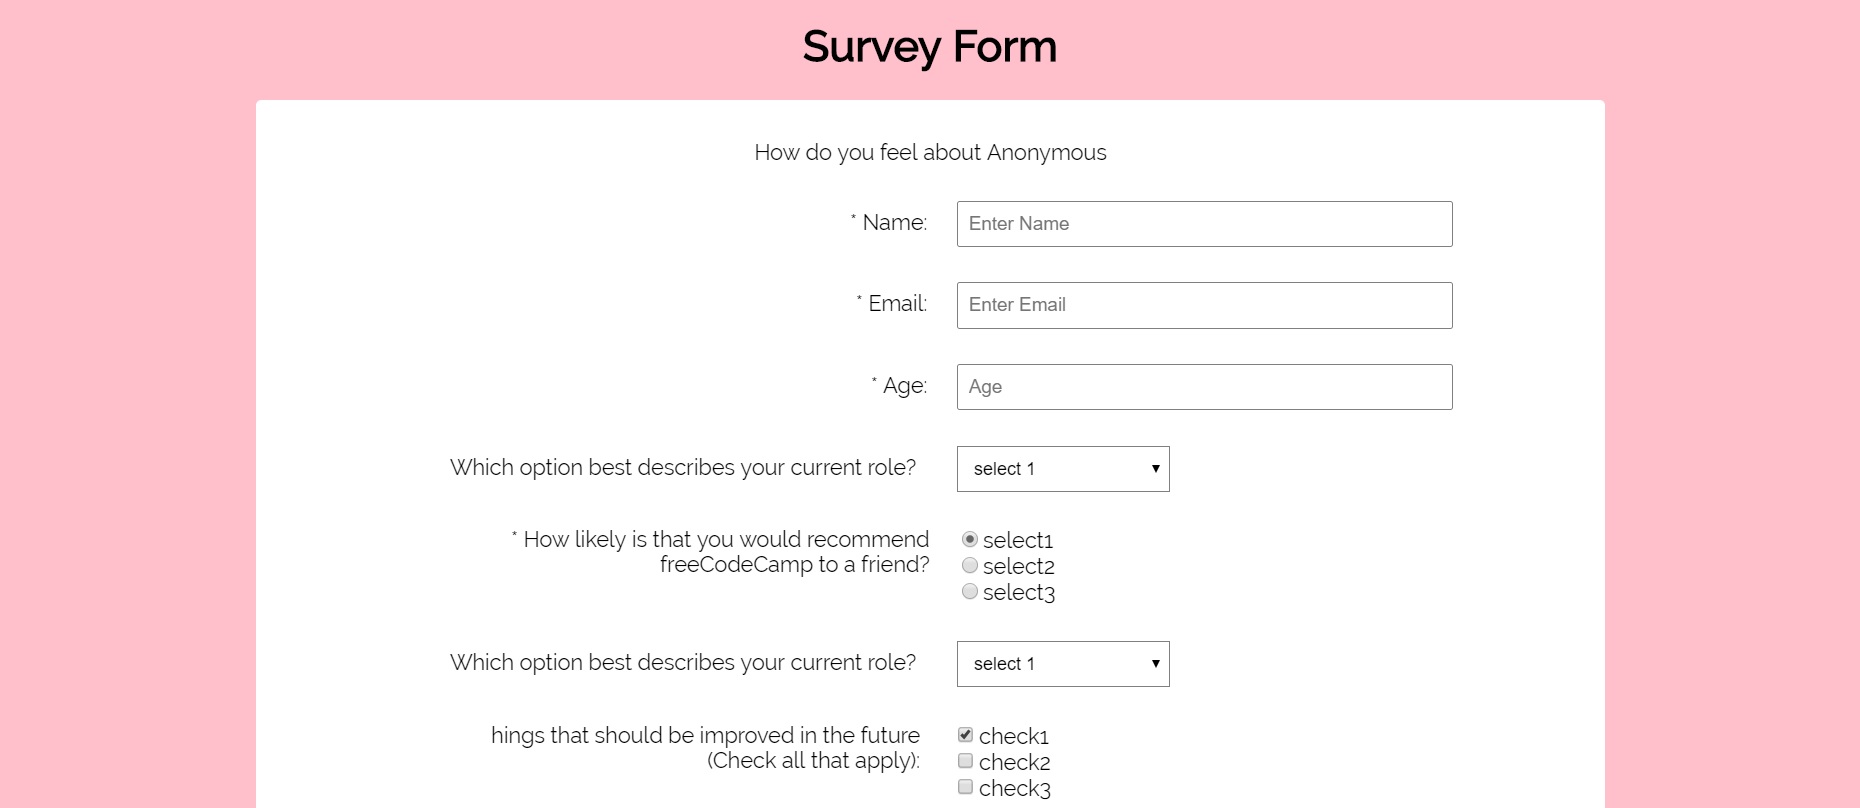 Survey Form
How do you feel about Anonymous
* Name:
Enter Name
* Email:
Enter Email
* Age:
Age
Which option best describes your current role?
select 1
* How likely is that you would recommend
freeCodeCamp to a friend?
select1
select2
select3
Which option best describes your current role?
select 1
hings that should be improved in the future
(Check all that apply):
check1
check2
check3